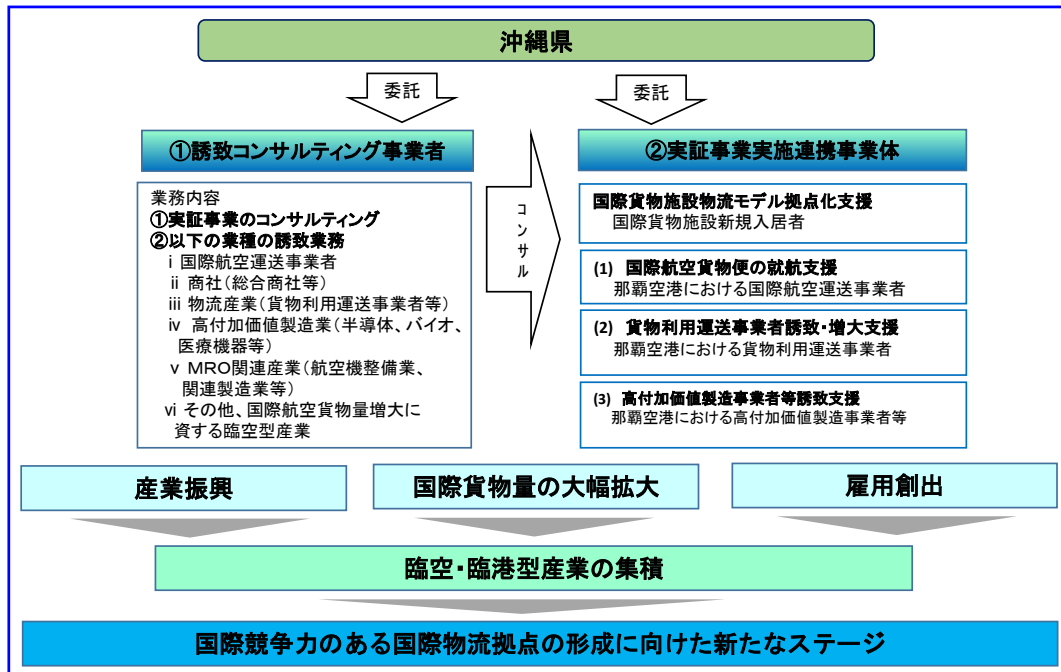 沖縄県
委託
委託
①誘致コンサルティング事業者
業務内容
①実証事業のコンサルティング
②以下の業種の誘致業務
ⅰ 国際航空運送事業者
ⅱ 商社（総合商社等）
ⅲ 物流産業（貨物利用運送事業者等）
ⅳ 高付加価値製造業（半導体、バイオ、
医療機器等）
ⅴ MRO関連産業（航空機整備業、
関連製造業等）
ⅵ その他、国際航空貨物量増大に
資する臨空型産業
コンサル
②実証事業実施連携事業体
国際貨物施設物流モデル拠点化支援
国際貨物施設新規入居者
(1) 国際航空貨物便の就航支援
那覇空港における国際航空運送事業者
(2) 貨物利用運送事業者誘致・増大支援
那覇空港における貨物利用運送事業者
(3) 高付加価値製造事業者等誘致支援
那覇空港における高付加価値製造事業者等
産業振興
国際貨物量の大幅拡大
雇用創出
臨空・臨港型産業の集積
国際競争力のある国際物流拠点の形成に向けた新たなステージ